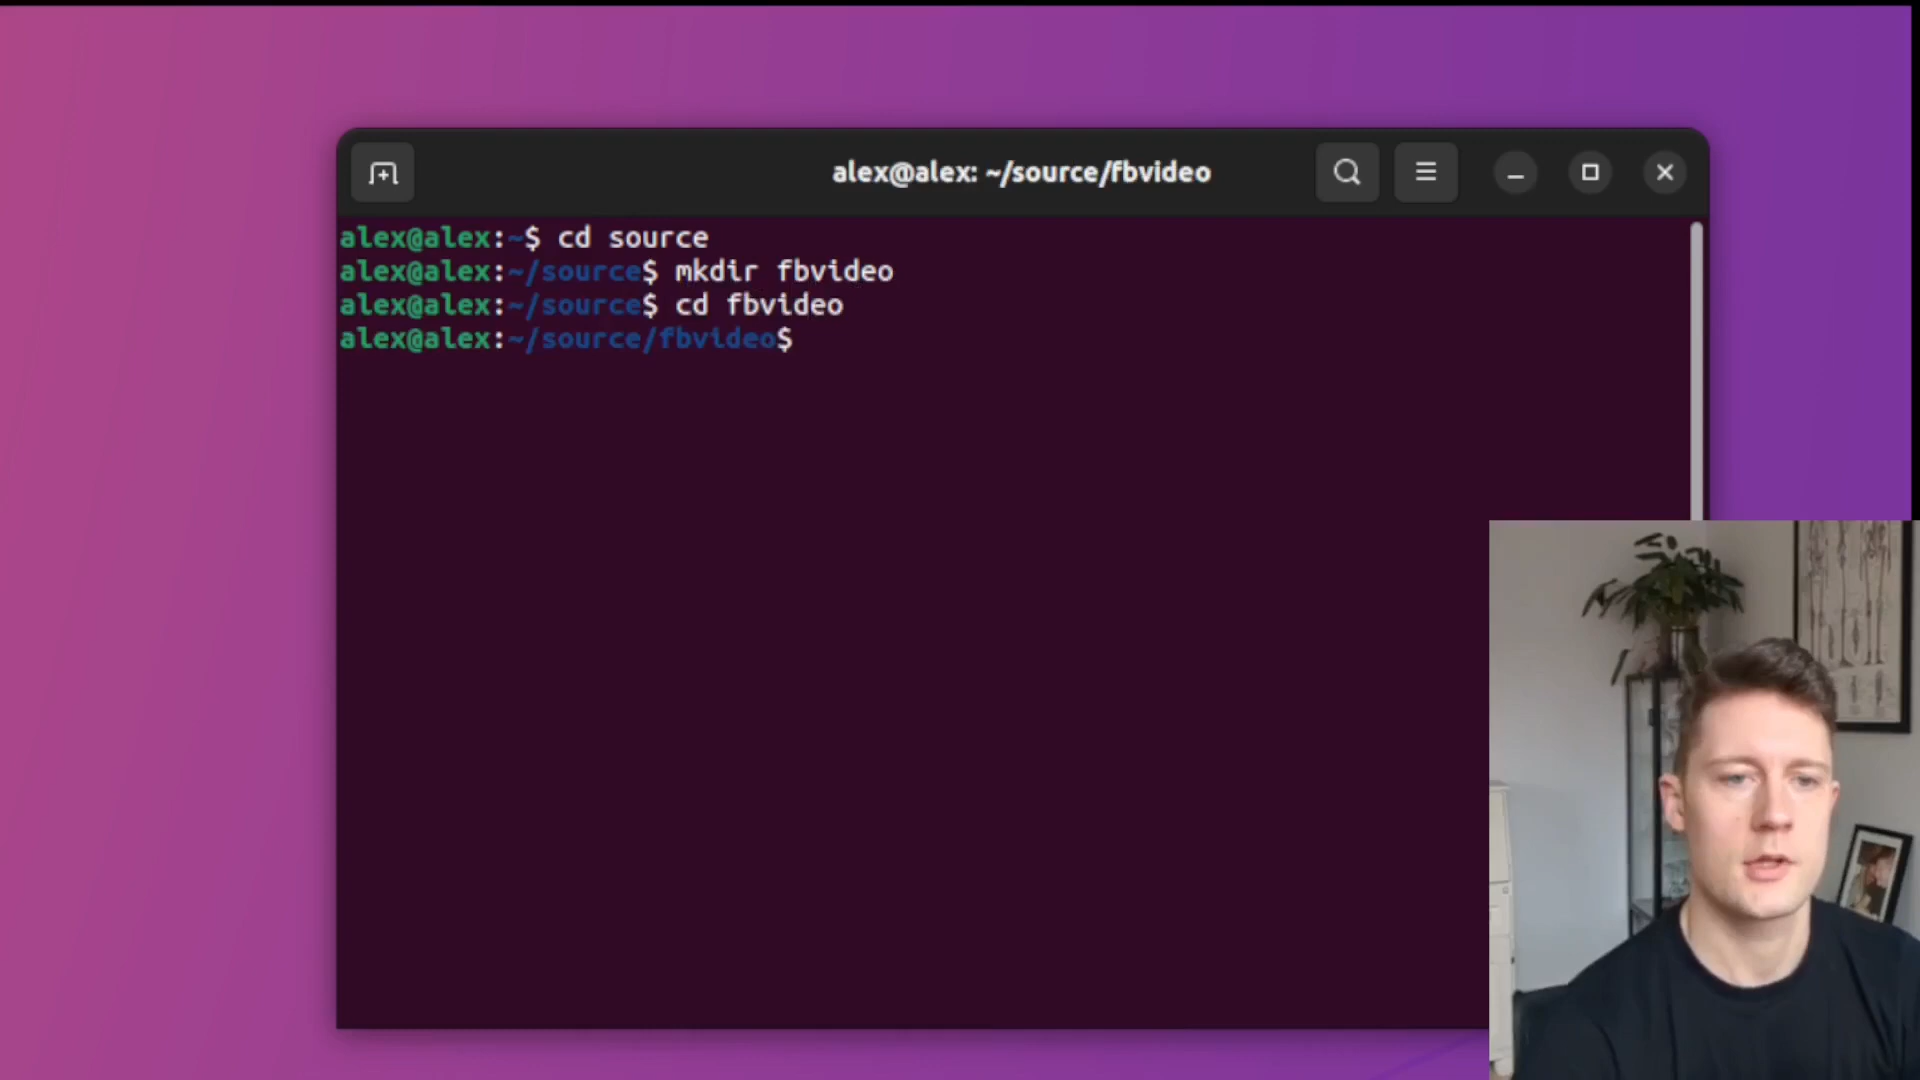 alex@alex: ~/source/fbvideo
alex@alex:~$ cd source
alex@alex:~/source$ mkdir fbvideo
alex@alex:~/source$ cd fbvideo
alex@alex:~/source/fbvideo$